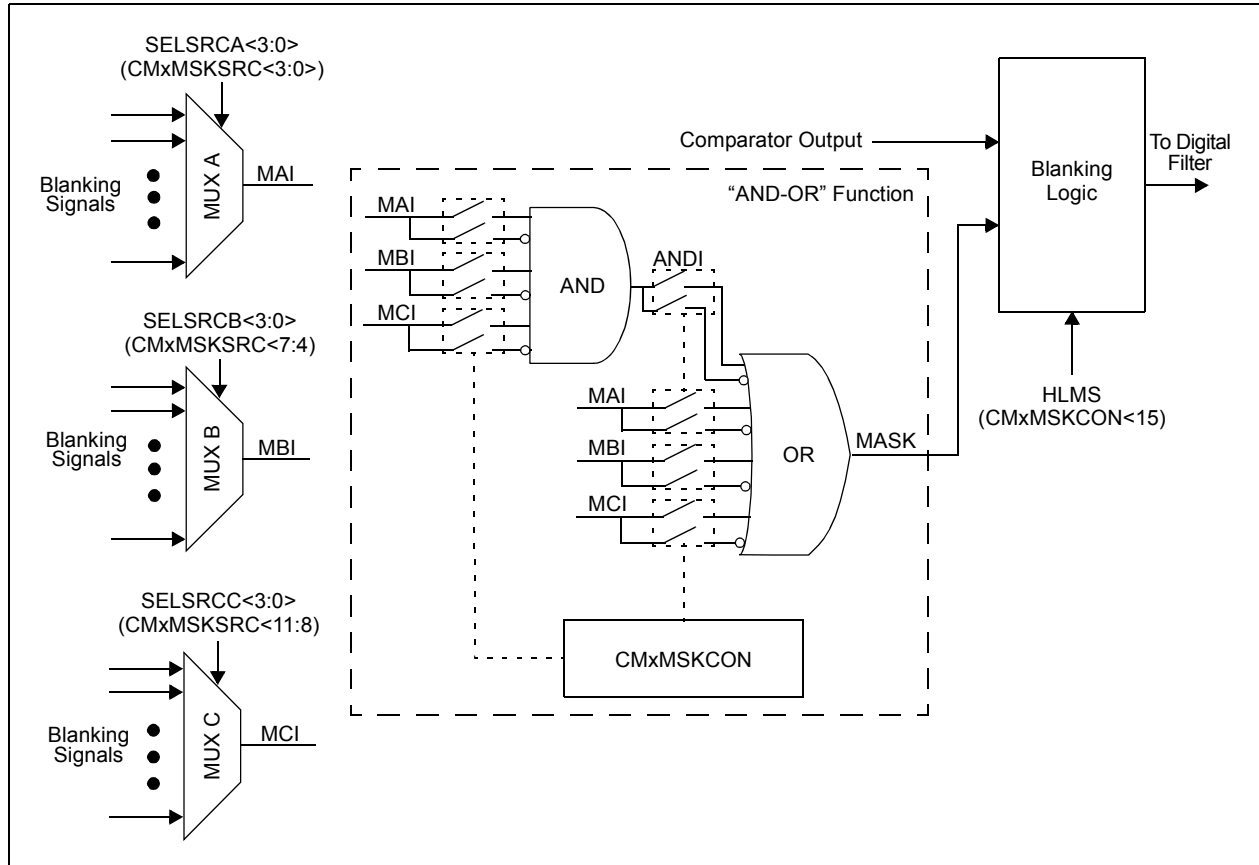 SELSRCA<3:0>
(CMxMSKSRC<3:0>)
Blanking
Signals
MUX A
MAI
SELSRCB<3:0>
(CMxMSKSRC<7:4)
Blanking
Signals
MUX B
MBI
SELSRCC<3:0>
(CMxMSKSRC<11:8)
Blanking
Signals
MUX C
MCI
“AND-OR” Function
MAI
MBI
MCI
AND
ANDI
MAI
MBI
MCI
OR
MASK
CMxMSKCON
Comparator Output
Blanking
Logic
To Digital
Filter
HLMS
(CMxMSKCON<15)